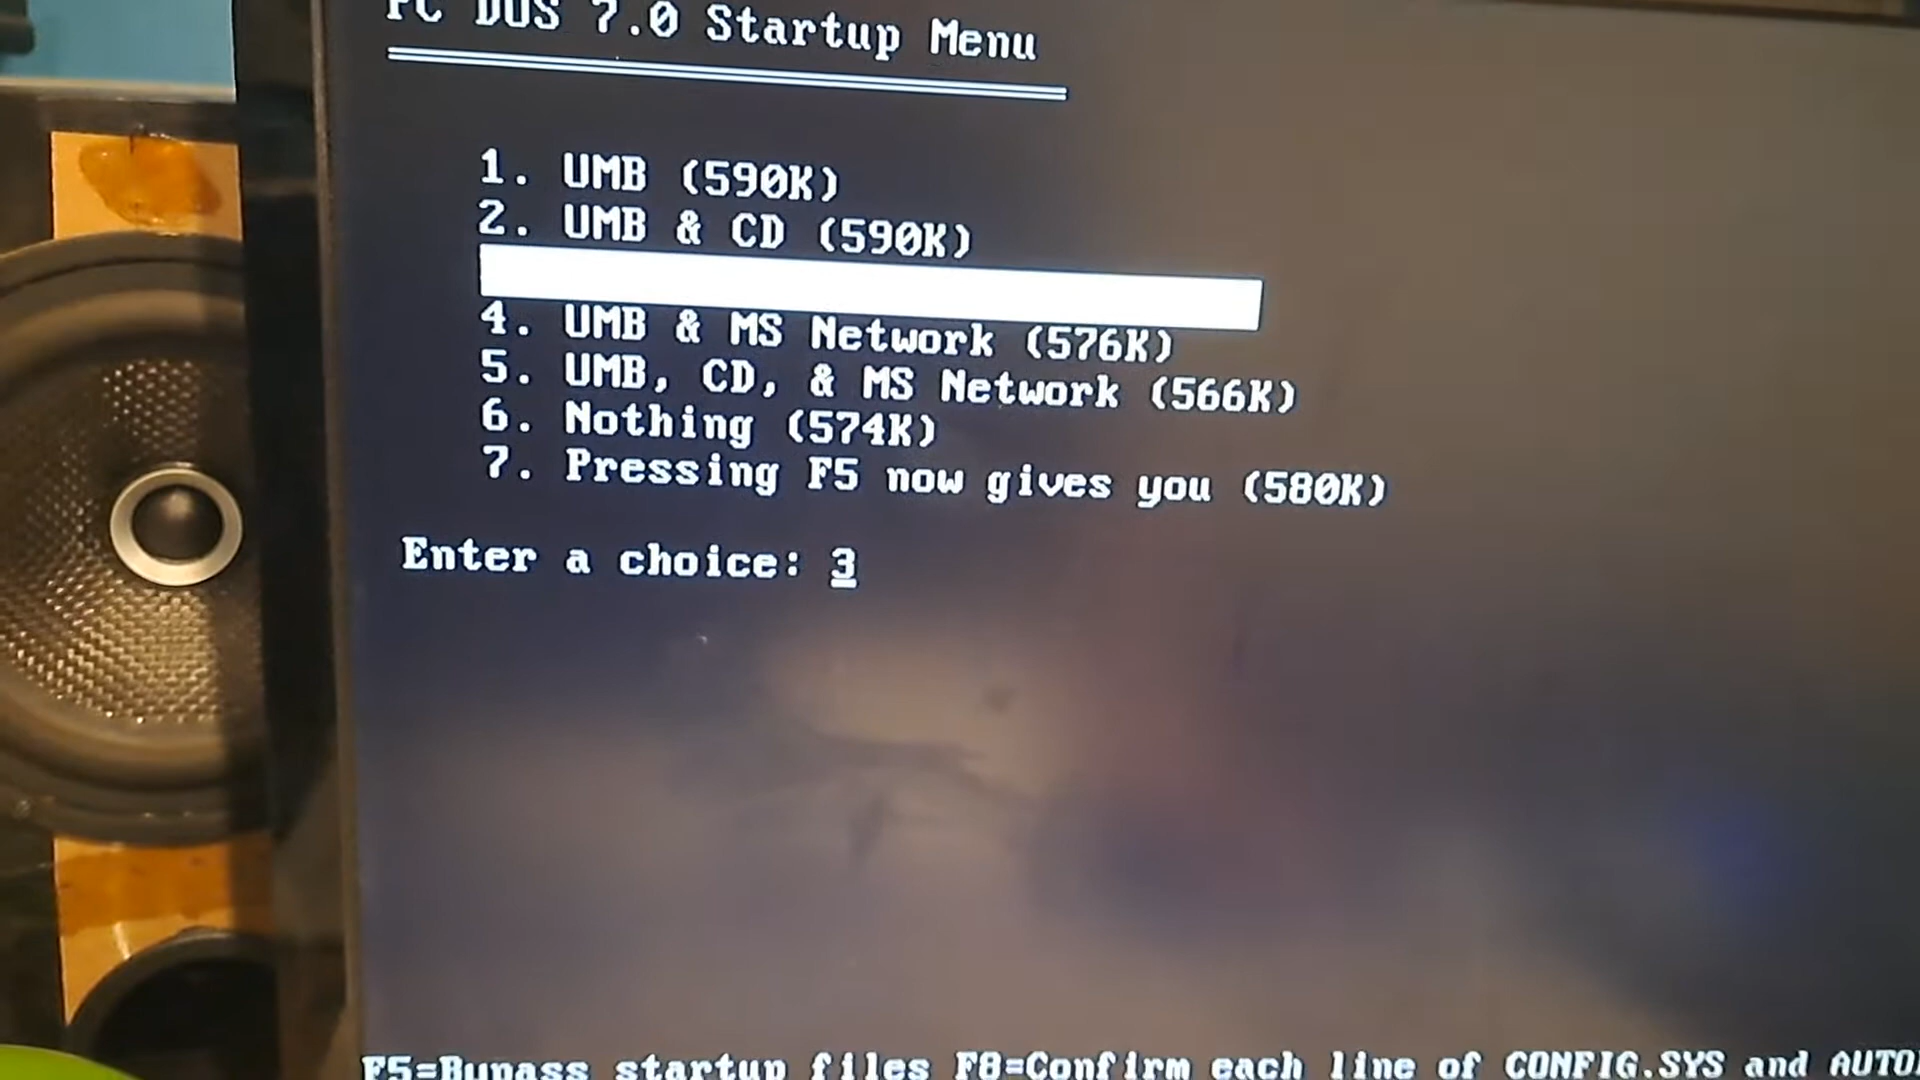 PC DOS 7.0 Startup Menu
1. UMB (590K)
2. UMB & CD (590K)
4. UMB & MS Network (576K)
5. UMB, CD, & MS Network (566K)
6. Nothing (574K)
7. Pressing F5 now gives you (580K)
Enter a choice: 3
F5=Bypass startup files F8=Confirm each line of CONFIG.SYS and AUTO